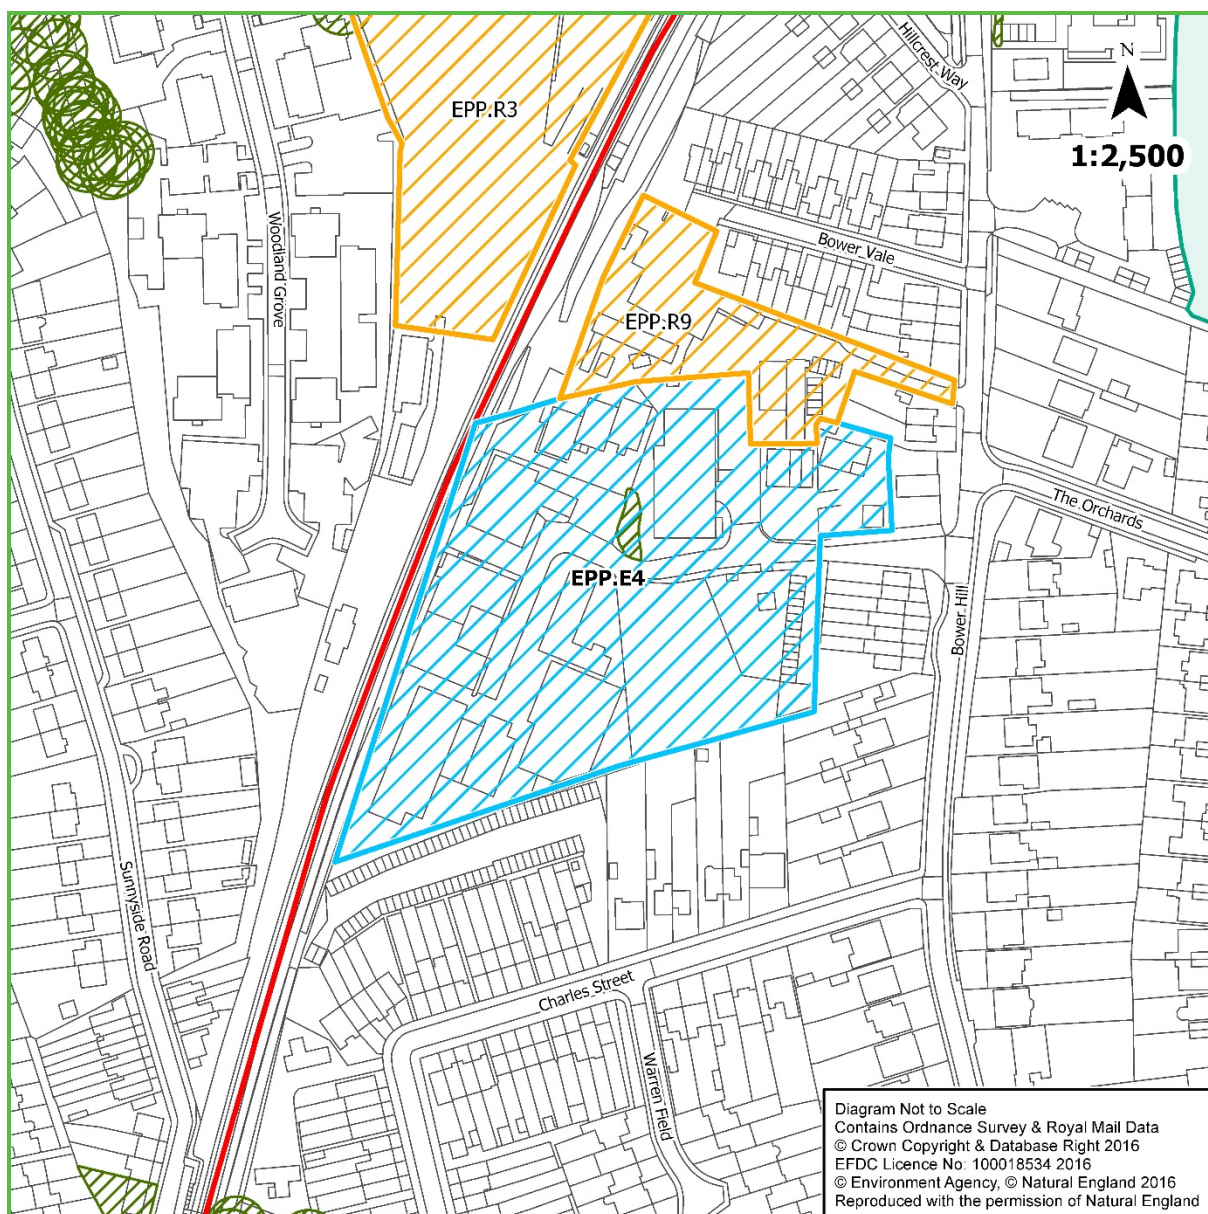 Hillcrest Way
N
1:2,500
EPP.R3
Woodland Grove
Bower Vale
EPP.R9
The Orchards
EPP.E4
Bower Hill
Sunnyside Road
Charles Street
Warren Field
Diagram Not to Scale
Contains Ordnance Survey & Royal Mail Data
© Crown Copyright & Database Right 2016
EFDC Licence No: 100018534 2016
© Environment Agency, © Natural England 2016
Reproduced with the permission of Natural England